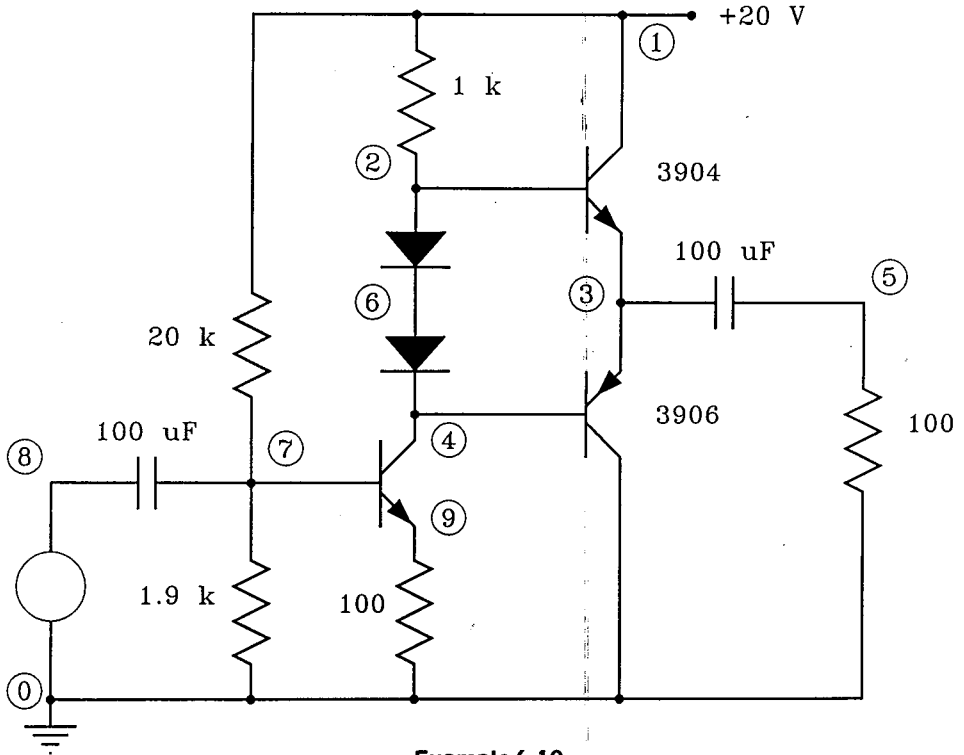 +20 V
①
1 k
②
3904
100 uF
⑤
③
⑥
20 k
3906
100 uF
100
⑦
④
⑧
⑨
1.9 k
100
⓪
Example 6-10